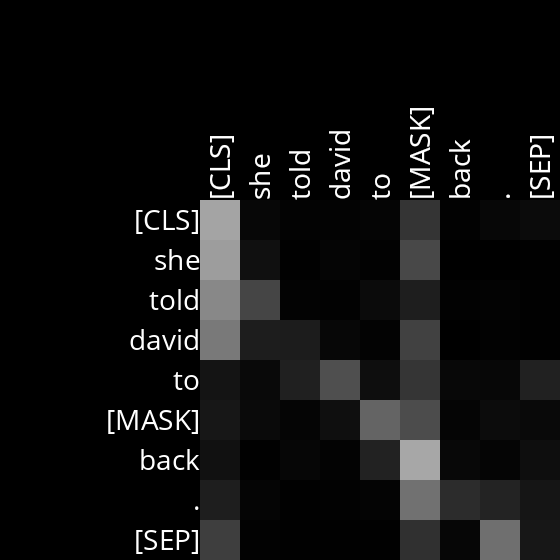 [CLS] she told david to [MASK] back . [SEP]
[CLS]
she
told
david
to
[MASK]
back
.
[SEP]